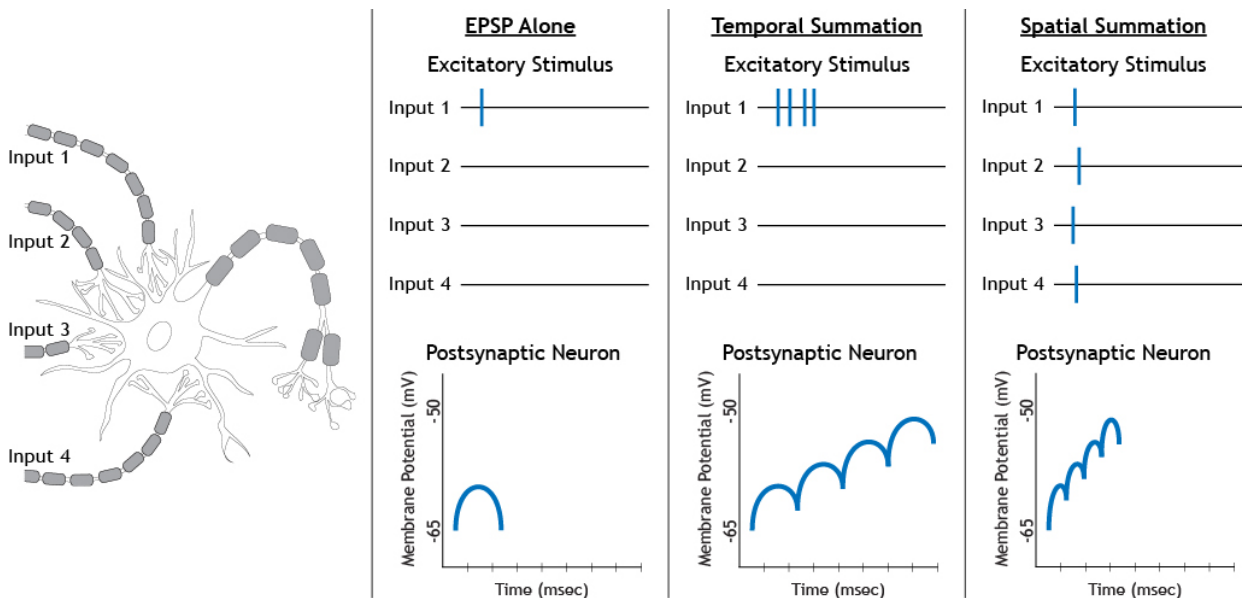 Input 1
Input 2
Input 3
Input 4
EPSP Alone
Excitatory Stimulus
Input 1
Input 2
Input 3
Input 4
Postsynaptic Neuron
Membrane Potential (mV)
-50
-65
Time (msec)
Temporal Summation
Excitatory Stimulus
Input 1
Input 2
Input 3
Input 4
Postsynaptic Neuron
Membrane Potential (mV)
-50
-65
Time (msec)
Spatial Summation
Excitatory Stimulus
Input 1
Input 2
Input 3
Input 4
Postsynaptic Neuron
Membrane Potential (mV)
-50
-65
Time (msec)